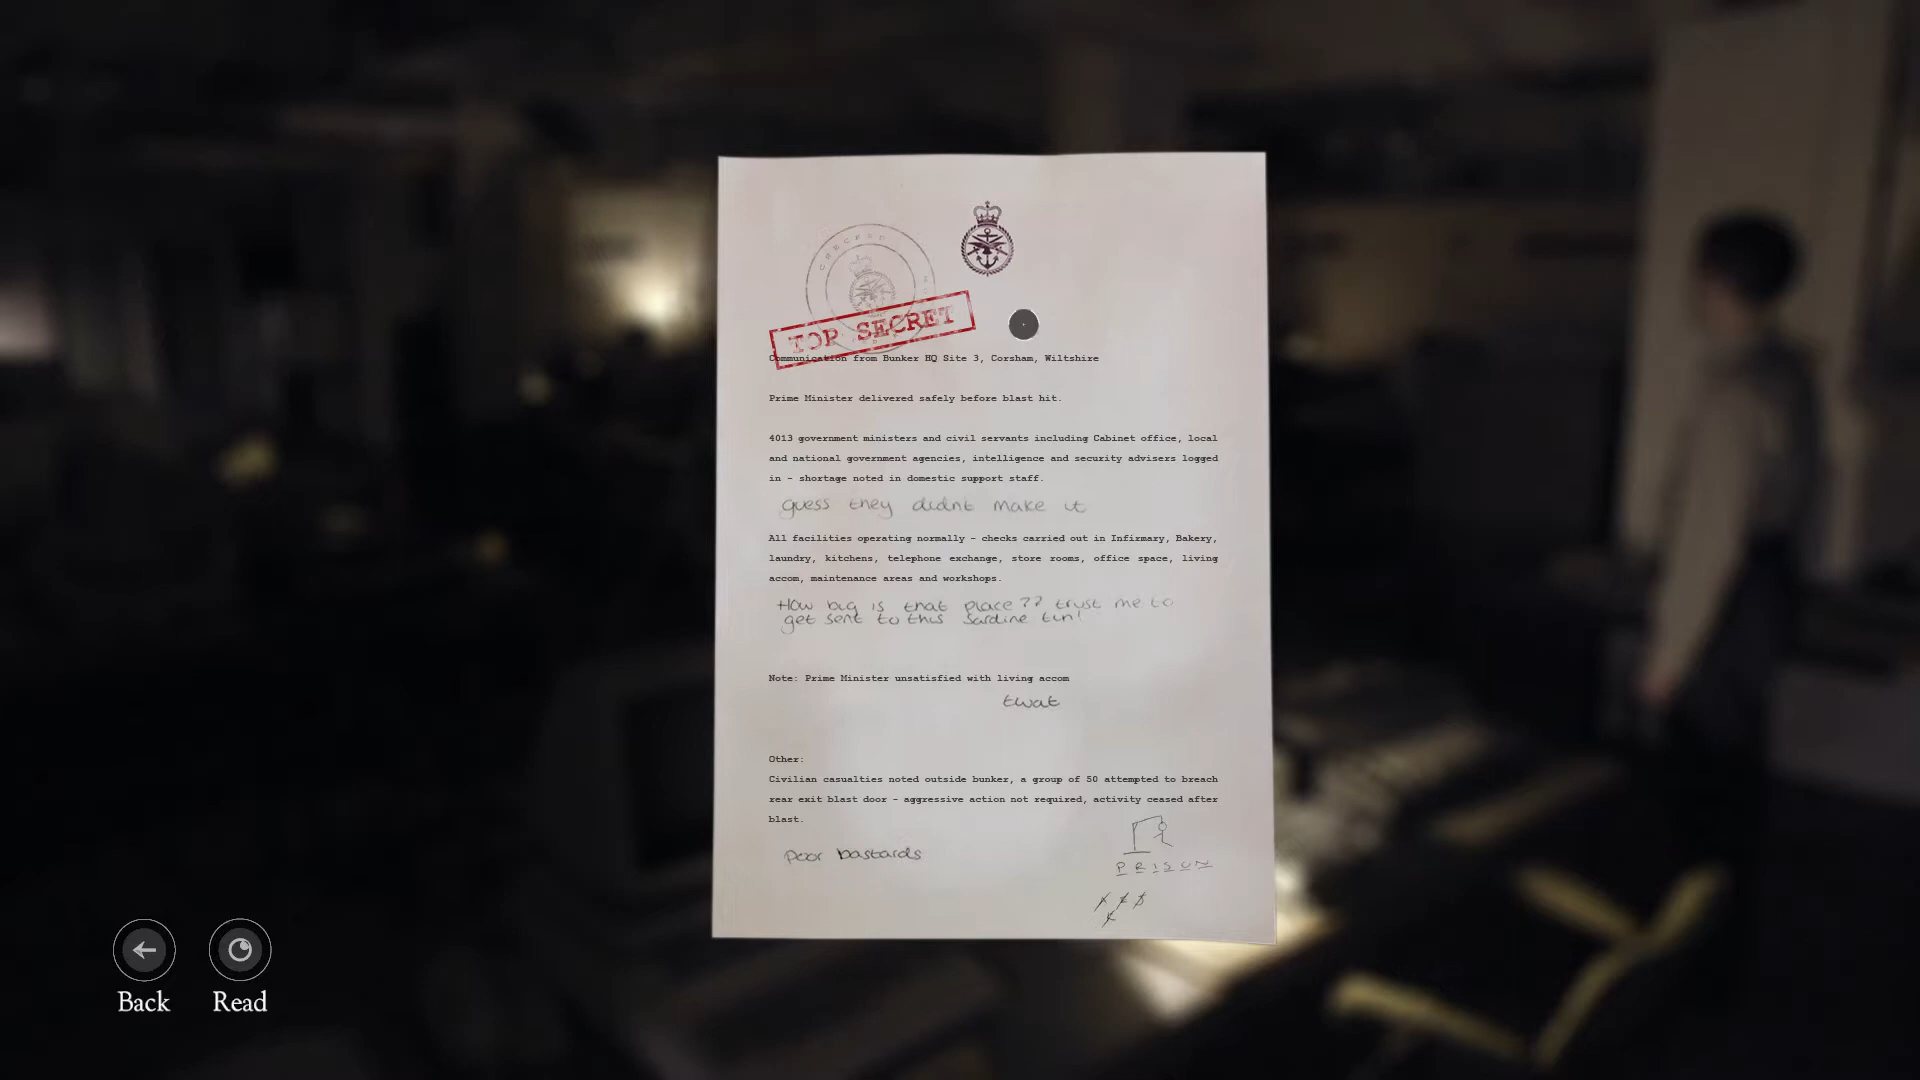 CHECKED
TOP SECRET
Communication from Bunker HQ Site 3, Corsham, Wiltshire
Prime Minister delivered safely before blast hit.
4013 government ministers and civil servants including Cabinet office, local
and national government agencies, intelligence and security advisers logged
in - shortage noted in domestic support staff.
guess they didnt make it
All facilities operating normally - checks carried out in Infirmary, Bakery,
laundry, kitchens, telephone exchange, store rooms, office space, living
accom, maintenance areas and workshops.
How big is that place?? trust me to
get sent to this sardine tin!
Note: Prime Minister unsatisfied with living accom
twat
Other:
Civilian casualties noted outside bunker, a group of 50 attempted to breach
rear exit blast door - aggressive action not required, activity ceased after
blast.
Poor bastards
PRISON
Back
Read